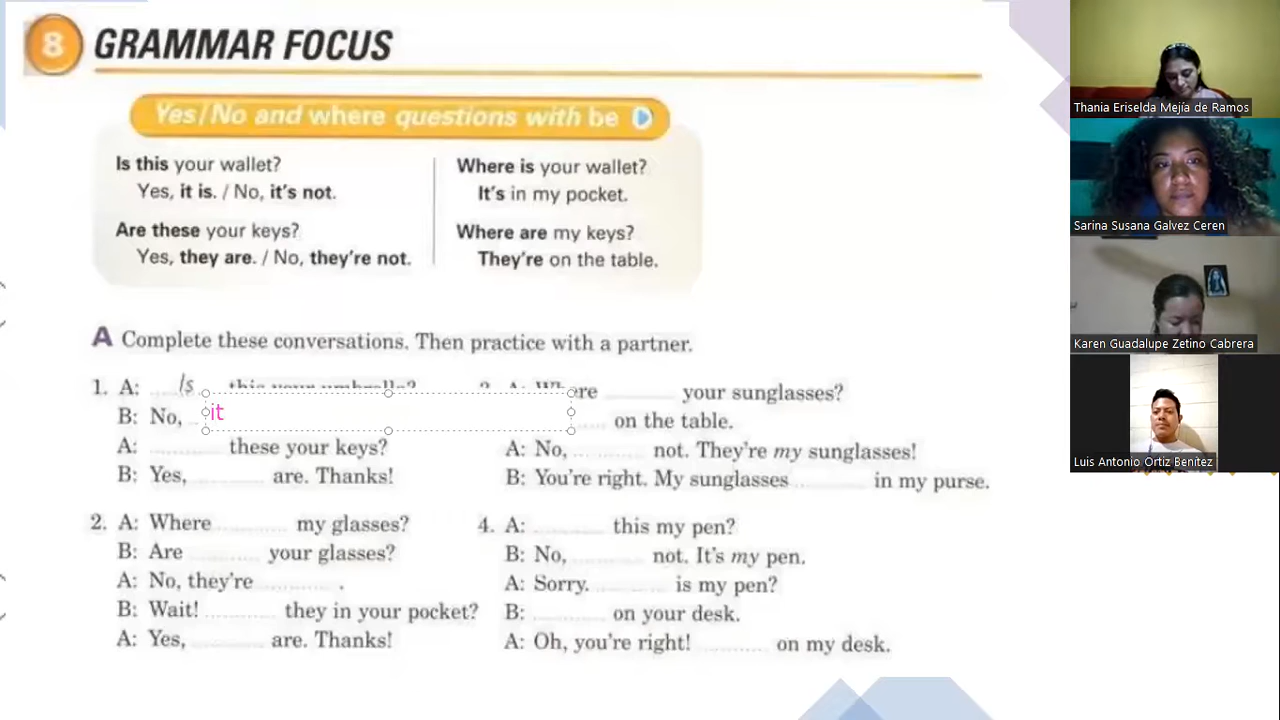 8 GRAMMAR FOCUS
Yes/No and where questions with be
Is this your wallet?
Yes, it is. / No, it's not.
Are these your keys?
Yes, they are. / No, they're not.
Where is your wallet?
It's in my pocket.
Where are my keys?
They're on the table.
A Complete these conversations. Then practice with a partner.
1. A: Is this your umbrella?
B: No, it
A: .......... these your keys?
B: Yes, .......... are. Thanks!
2. A: Where .......... my glasses?
B: Are .......... your glasses?
A: No, they're .......... .
B: Wait! .......... they in your pocket?
A: Yes, .......... are. Thanks!
3. A: Where .......... your sunglasses?
.......... on the table.
A: No, .......... not. They're my sunglasses!
B: You're right. My sunglasses .......... in my purse.
4. A: .......... this my pen?
B: No, .......... not. It's my pen.
A: Sorry. .......... is my pen?
B: .......... on your desk.
A: Oh, you're right! .......... on my desk.
Thania Eriselda Mejía de Ramos
Sarina Susana Galvez Ceren
Karen Guadalupe Zetino Cabrera
Luis Antonio Ortiz Benitez